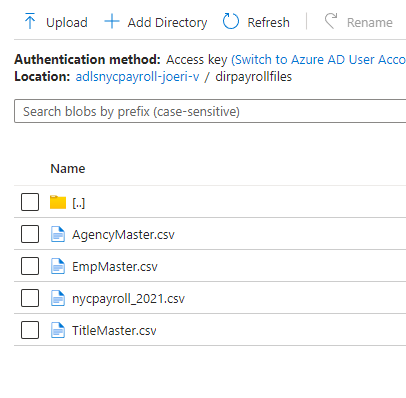 Upload Add Directory Refresh Rename
Authentication method: Access key (Switch to Azure AD User Acco
Location: adlsnycpayroll-joeri-v / dirpayrollfiles
Search blobs by prefix (case-sensitive)
Name
[..]
AgencyMaster.csv
EmpMaster.csv
nycpayroll_2021.csv
TitleMaster.csv